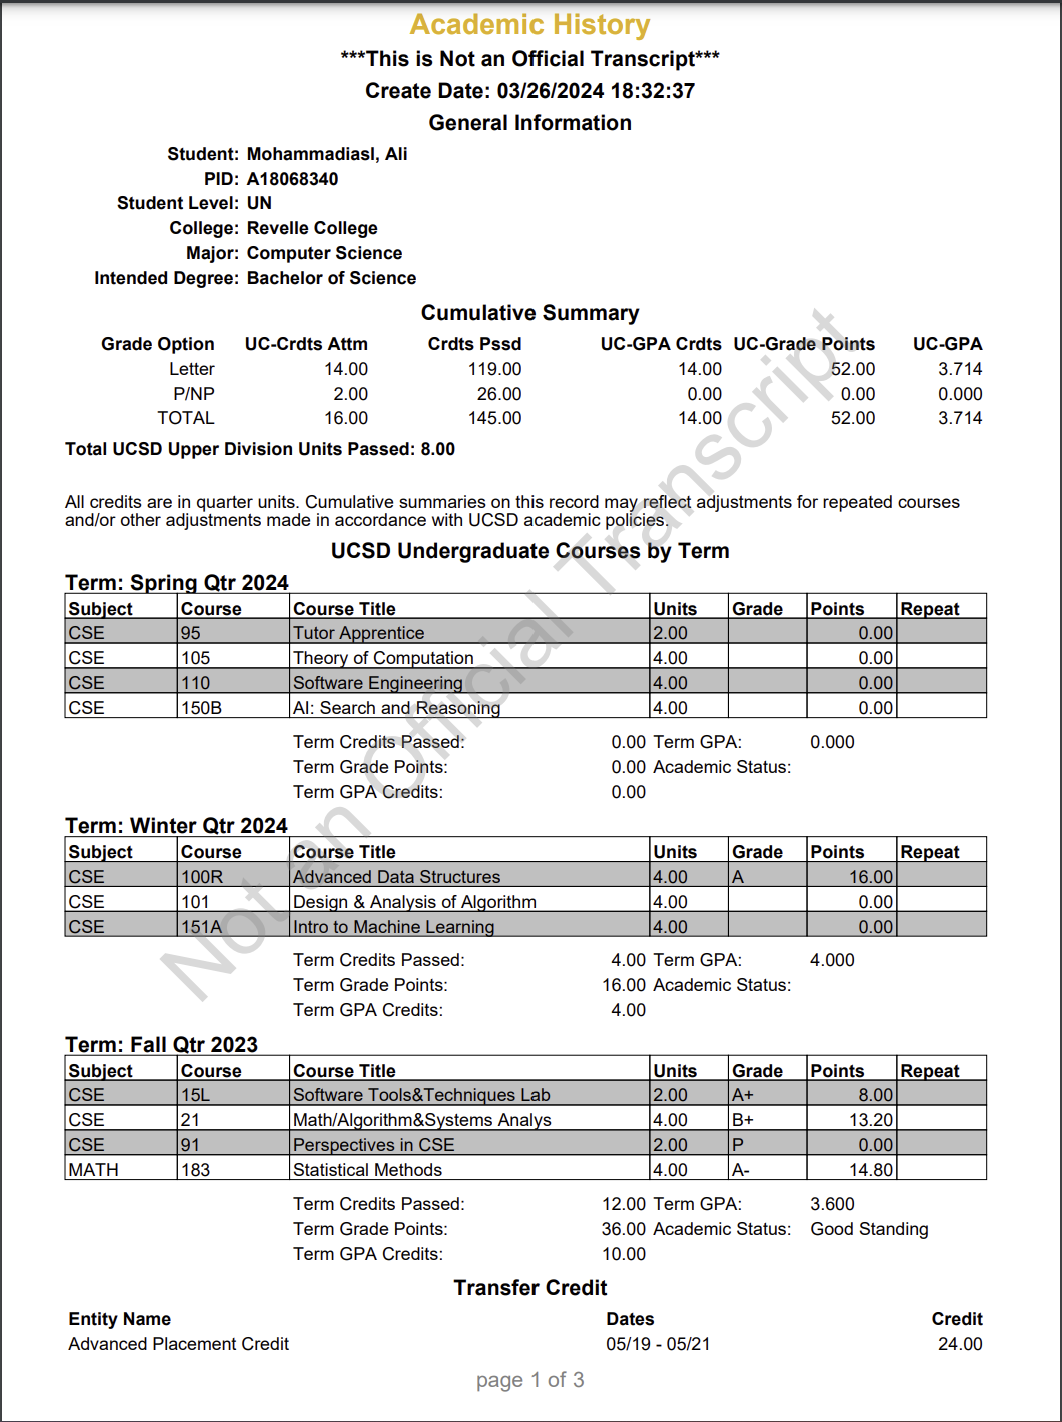 Academic History
***This is Not an Official Transcript***
Create Date: 03/26/2024 18:32:37
General Information
Student: Mohammadiasl, Ali
PID: A18068340
Student Level: UN
College: Revelle College
Major: Computer Science
Intended Degree: Bachelor of Science
Cumulative Summary
Grade Option UC-Crdts Attm Crdts Pssd UC-GPA Crdts UC-Grade Points UC-GPA
Letter 14.00 119.00 14.00 52.00 3.714
P/NP 2.00 26.00 0.00 0.00 0.000
TOTAL 16.00 145.00 14.00 52.00 3.714
Total UCSD Upper Division Units Passed: 8.00
All credits are in quarter units. Cumulative summaries on this record may reflect adjustments for repeated courses
and/or other adjustments made in accordance with UCSD academic policies.
UCSD Undergraduate Courses by Term
Term: Spring Qtr 2024
Subject Course Course Title Units Grade Points Repeat
CSE 95 Tutor Apprentice 2.00 0.00
CSE 105 Theory of Computation 4.00 0.00
CSE 110 Software Engineering 4.00 0.00
CSE 150B AI: Search and Reasoning 4.00 0.00
Term Credits Passed: 0.00 Term GPA: 0.000
Term Grade Points: 0.00 Academic Status:
Term GPA Credits: 0.00
Term: Winter Qtr 2024
Subject Course Course Title Units Grade Points Repeat
CSE 100R Advanced Data Structures 4.00 A 16.00
CSE 101 Design & Analysis of Algorithm 4.00 0.00
CSE 151A Intro to Machine Learning 4.00 0.00
Term Credits Passed: 4.00 Term GPA: 4.000
Term Grade Points: 16.00 Academic Status:
Term GPA Credits: 4.00
Term: Fall Qtr 2023
Subject Course Course Title Units Grade Points Repeat
CSE 15L Software Tools&Techniques Lab 2.00 A+ 8.00
CSE 21 Math/Algorithm&Systems Analys 4.00 B+ 13.20
CSE 91 Perspectives in CSE 2.00 P 0.00
MATH 183 Statistical Methods 4.00 A- 14.80
Term Credits Passed: 12.00 Term GPA: 3.600
Term Grade Points: 36.00 Academic Status: Good Standing
Term GPA Credits: 10.00
Transfer Credit
Entity Name Dates Credit
Advanced Placement Credit 05/19 - 05/21 24.00
page 1 of 3
Not an Official Transcript